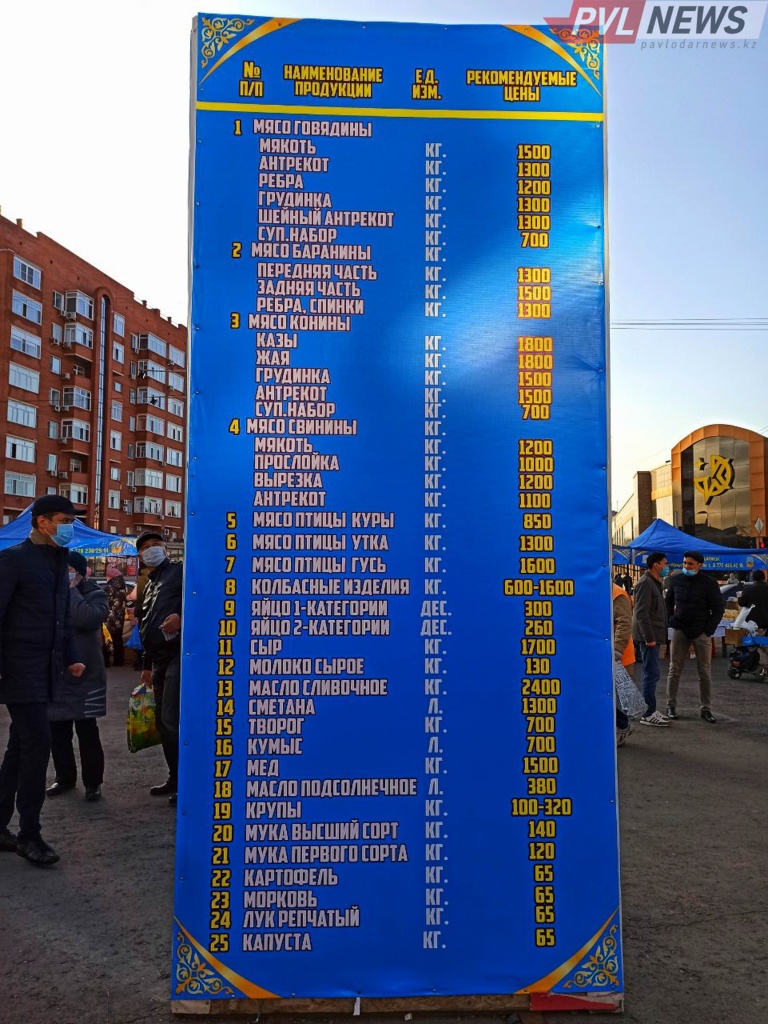 PVL NEWS
pavlodarnews.kz
№ П/П НАИМЕНОВАНИЕ ПРОДУКЦИИ ЕД. ИЗМ. РЕКОМЕНДУЕМЫЕ ЦЕНЫ
1 МЯСО ГОВЯДИНЫ
МЯКОТЬ КГ. 1500
АНТРЕКОТ КГ. 1300
РЕБРА КГ. 1200
ГРУДИНКА КГ. 1300
ШЕЙНЫЙ АНТРЕКОТ КГ. 1300
СУП.НАБОР КГ. 700
2 МЯСО БАРАНИНЫ КГ.
ПЕРЕДНЯЯ ЧАСТЬ КГ. 1300
ЗАДНЯЯ ЧАСТЬ КГ. 1500
РЕБРА, СПИНКИ КГ. 1300
3 МЯСО КОНИНЫ
КАЗЫ КГ. 1800
ЖАЯ КГ. 1800
ГРУДИНКА КГ. 1500
АНТРЕКОТ КГ. 1500
СУП.НАБОР КГ. 700
4 МЯСО СВИНИНЫ КГ.
МЯКОТЬ КГ. 1200
ПРОСЛОЙКА КГ. 1000
ВЫРЕЗКА КГ. 1200
АНТРЕКОТ КГ. 1100
5 МЯСО ПТИЦЫ КУРЫ КГ. 850
6 МЯСО ПТИЦЫ УТКА КГ. 1300
7 МЯСО ПТИЦЫ ГУСЬ КГ. 1600
8 КОЛБАСНЫЕ ИЗДЕЛИЯ КГ. 600-1600
9 ЯЙЦО 1-КАТЕГОРИИ ДЕС. 300
10 ЯЙЦО 2-КАТЕГОРИИ ДЕС. 260
11 СЫР КГ. 1700
12 МОЛОКО СЫРОЕ КГ. 130
13 МАСЛО СЛИВОЧНОЕ КГ. 2400
14 СМЕТАНА Л. 1300
15 ТВОРОГ КГ. 700
16 КУМЫС Л. 700
17 МЕД КГ. 1500
18 МАСЛО ПОДСОЛНЕЧНОЕ Л. 380
19 КРУПЫ КГ. 100-320
20 МУКА ВЫСШИЙ СОРТ КГ. 140
21 МУКА ПЕРВОГО СОРТА КГ. 120
22 КАРТОФЕЛЬ КГ. 65
23 МОРКОВЬ КГ. 65
24 ЛУК РЕПЧАТЫЙ КГ. 65
25 КАПУСТА КГ. 65